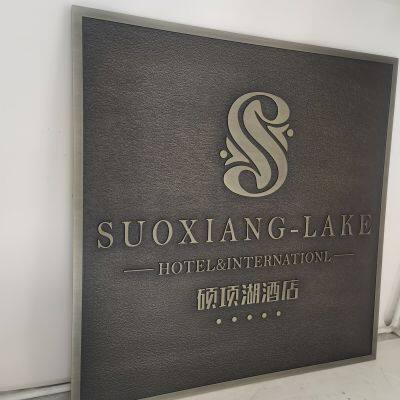 S
SUOXIANG-LAKE
HOTEL&INTERNATIONL
硕项湖酒店